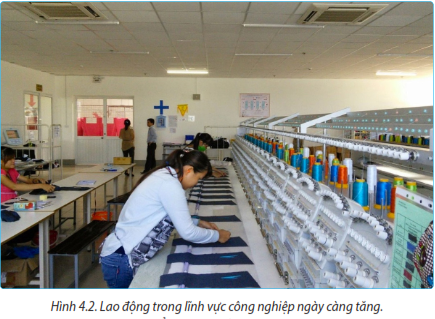 Hình 4.2. Lao động trong lĩnh vực công nghiệp ngày càng tăng.